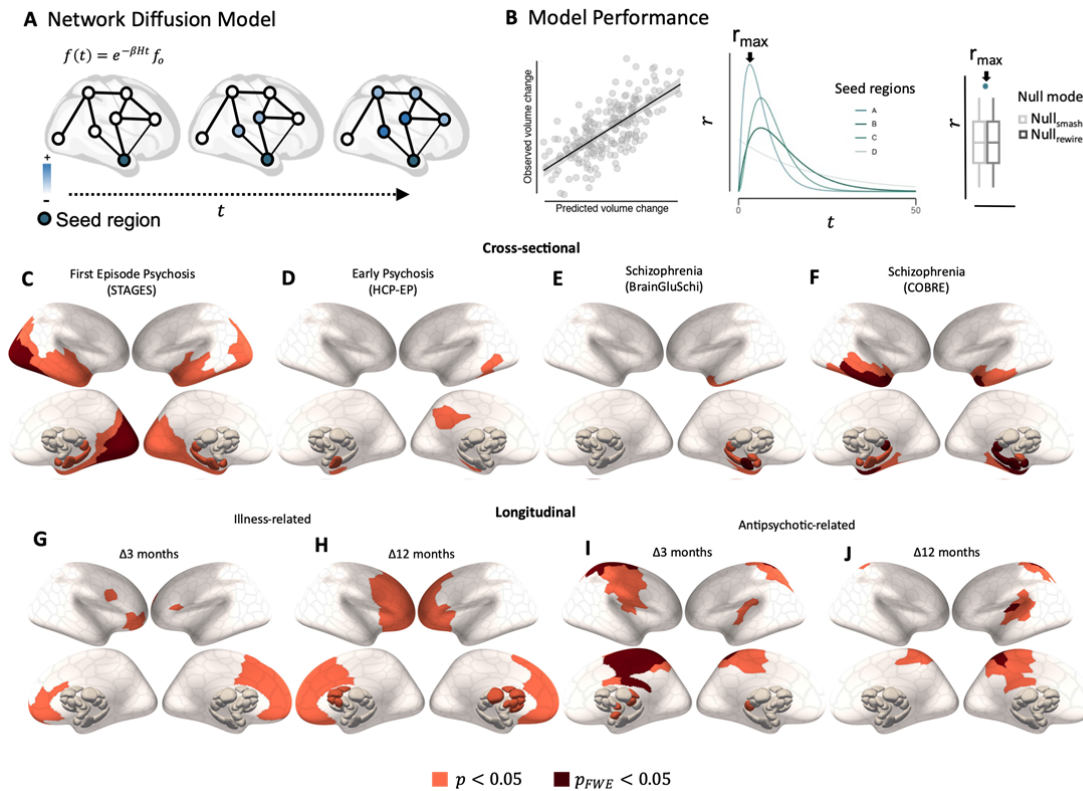 A Network Diffusion Model
f(t) = e^{-βHt} f_o
+
-
Seed region
t
B Model Performance
Observed volume change
Predicted volume change
r_max
r
Seed regions
A
B
C
D
0
50
t
r_max
r
Null mode
Null_smash
Null_rewire
Cross-sectional
C
First Episode Psychosis
(STAGES)
D
Early Psychosis
(HCP-EP)
E
Schizophrenia
(BrainGluSchi)
F
Schizophrenia
(COBRE)
Longitudinal
Illness-related
Antipsychotic-related
G
Δ3 months
H
Δ12 months
I
Δ3 months
J
Δ12 months
p < 0.05
p_FWE < 0.05